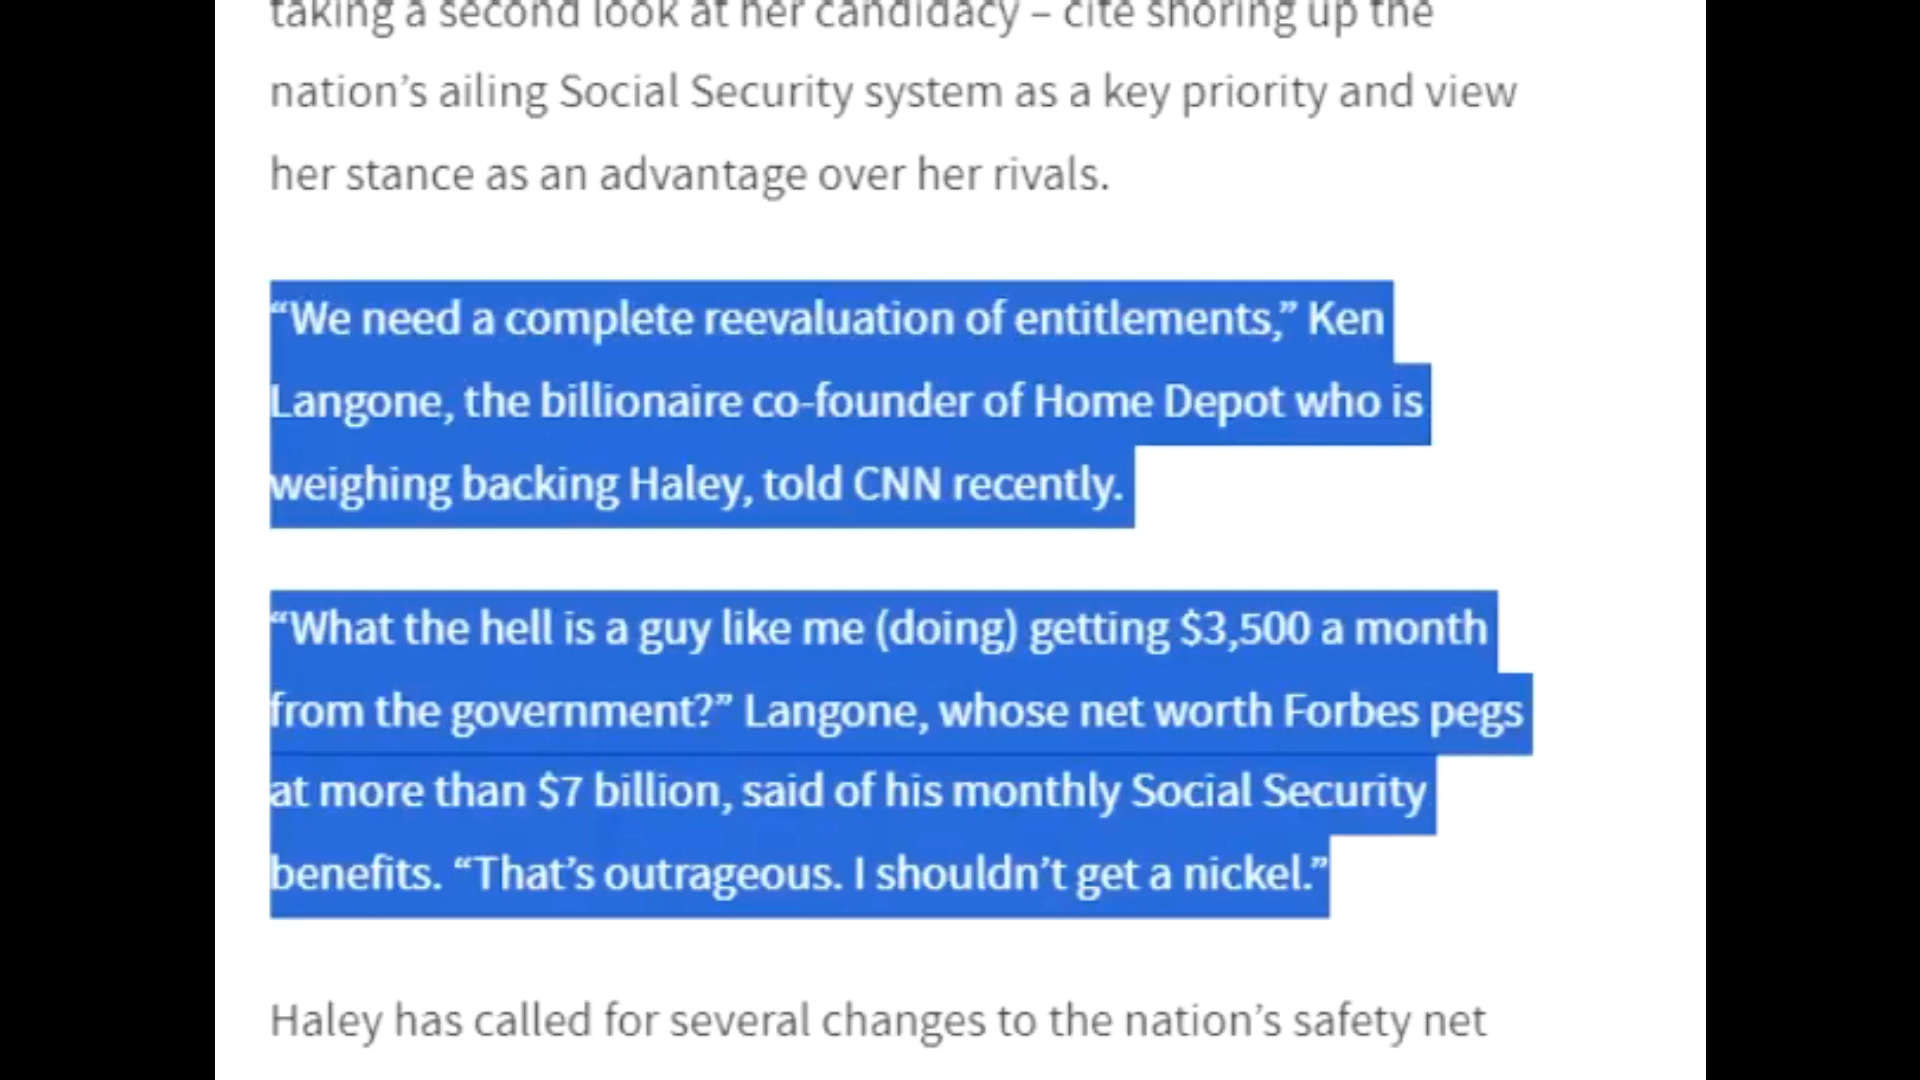 taking a second look at her candidacy – cite shoring up the
nation’s ailing Social Security system as a key priority and view
her stance as an advantage over her rivals.
“We need a complete reevaluation of entitlements,” Ken
Langone, the billionaire co-founder of Home Depot who is
weighing backing Haley, told CNN recently.
“What the hell is a guy like me (doing) getting $3,500 a month
from the government?” Langone, whose net worth Forbes pegs
at more than $7 billion, said of his monthly Social Security
benefits. “That’s outrageous. I shouldn’t get a nickel.”
Haley has called for several changes to the nation’s safety net